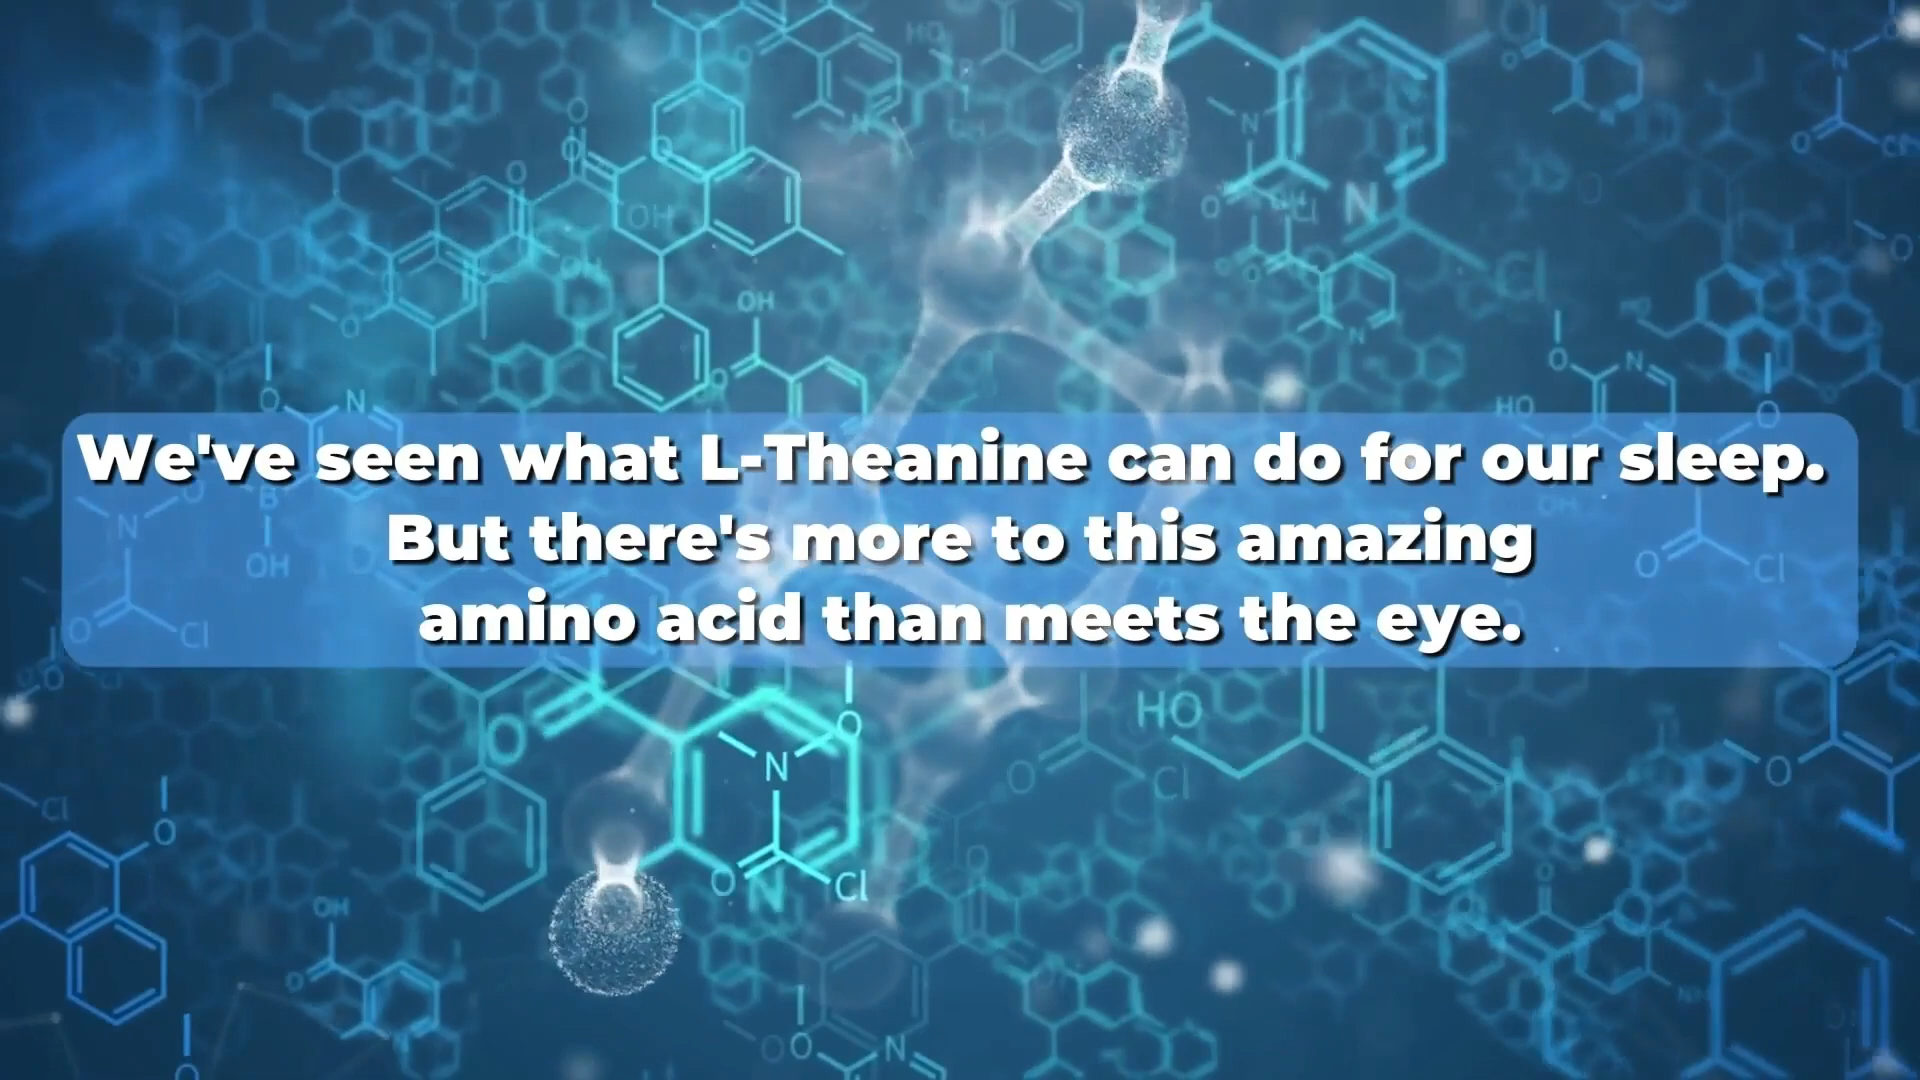 We've seen what L-Theanine can do for our sleep.
But there's more to this amazing
amino acid than meets the eye.